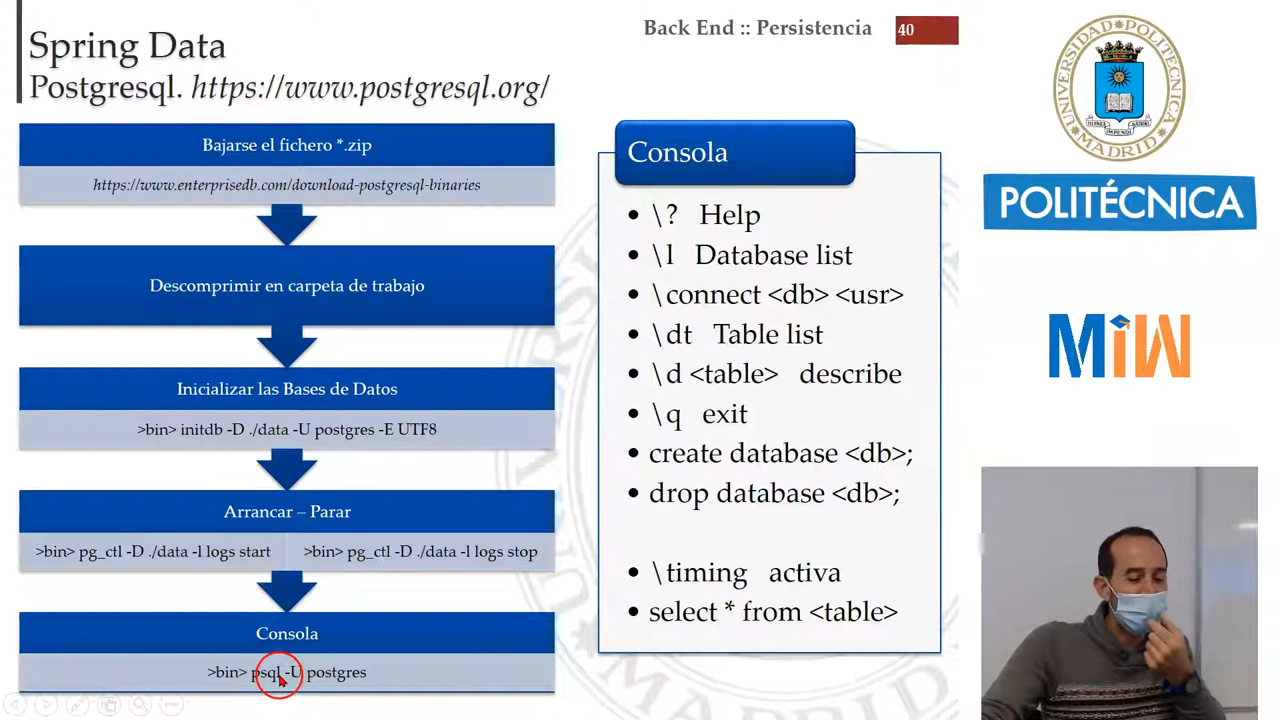 Spring Data
Postgresql. https://www.postgresql.org/
Back End :: Persistencia
40
Bajarse el fichero *.zip
https://www.enterprisedb.com/download-postgresql-binaries
Descomprimir en carpeta de trabajo
Inicializar las Bases de Datos
>bin> initdb -D ./data -U postgres -E UTF8
Arrancar – Parar
>bin> pg_ctl -D ./data -l logs start
>bin> pg_ctl -D ./data -l logs stop
Consola
>bin> psql -U postgres
Consola
• \? Help
• \l Database list
• \connect <db> <usr>
• \dt Table list
• \d <table> describe
• \q exit
• create database <db>;
• drop database <db>;
• \timing activa
• select * from <table>
UNIVERSIDAD POLITÉCNICA
MADRID
POLITÉCNICA
MiW